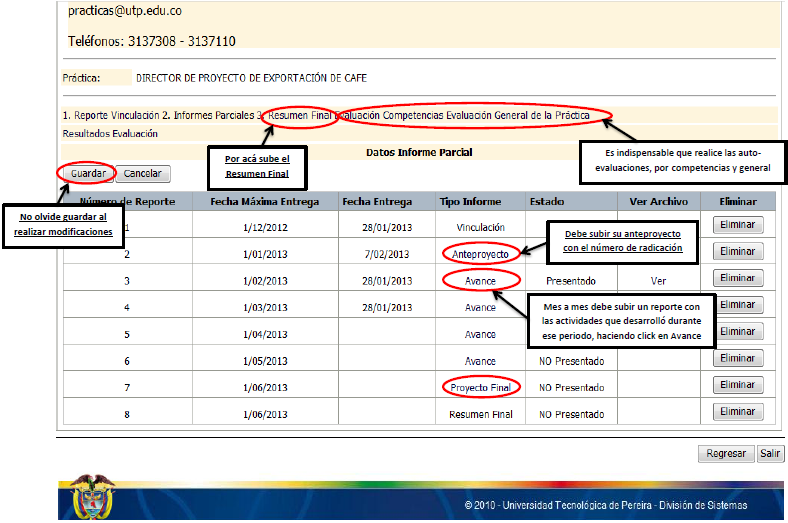 practicas@utp.edu.co
Teléfonos: 3137308 - 3137110
Práctica: DIRECTOR DE PROYECTO DE EXPORTACIÓN DE CAFE
1. Reporte Vinculación 2. Informes Parciales 3. Resumen Final Evaluación Competencias Evaluación General de la Práctica
Resultados Evaluación
Por acá sube el
Resumen Final
Datos Informe Parcial
Es indispensable que realice las auto-
evaluaciones, por competencias y general
Guardar Cancelar
No olvide guardar al
realizar modificaciones
Número de Reporte Fecha Máxima Entrega Fecha Entrega Tipo Informe Estado Ver Archivo Eliminar
1 1/12/2012 28/01/2013 Vinculación Eliminar
Debe subir su anteproyecto
con el número de radicación
2 1/01/2013 7/02/2013 Anteproyecto Eliminar
3 1/02/2013 28/01/2013 Avance Presentado Ver Eliminar
4 1/03/2013 28/01/2013 Avance Eliminar
Mes a mes debe subir un reporte con
las actividades que desarrolló durante
ese periodo, haciendo click en Avance
5 1/04/2013 Avance Eliminar
6 1/05/2013 Avance NO Presentado Eliminar
7 1/06/2013 Proyecto Final NO Presentado Eliminar
8 1/06/2013 Resumen Final NO Presentado Eliminar
Regresar Salir
© 2010 - Universidad Tecnológica de Pereira - División de Sistemas